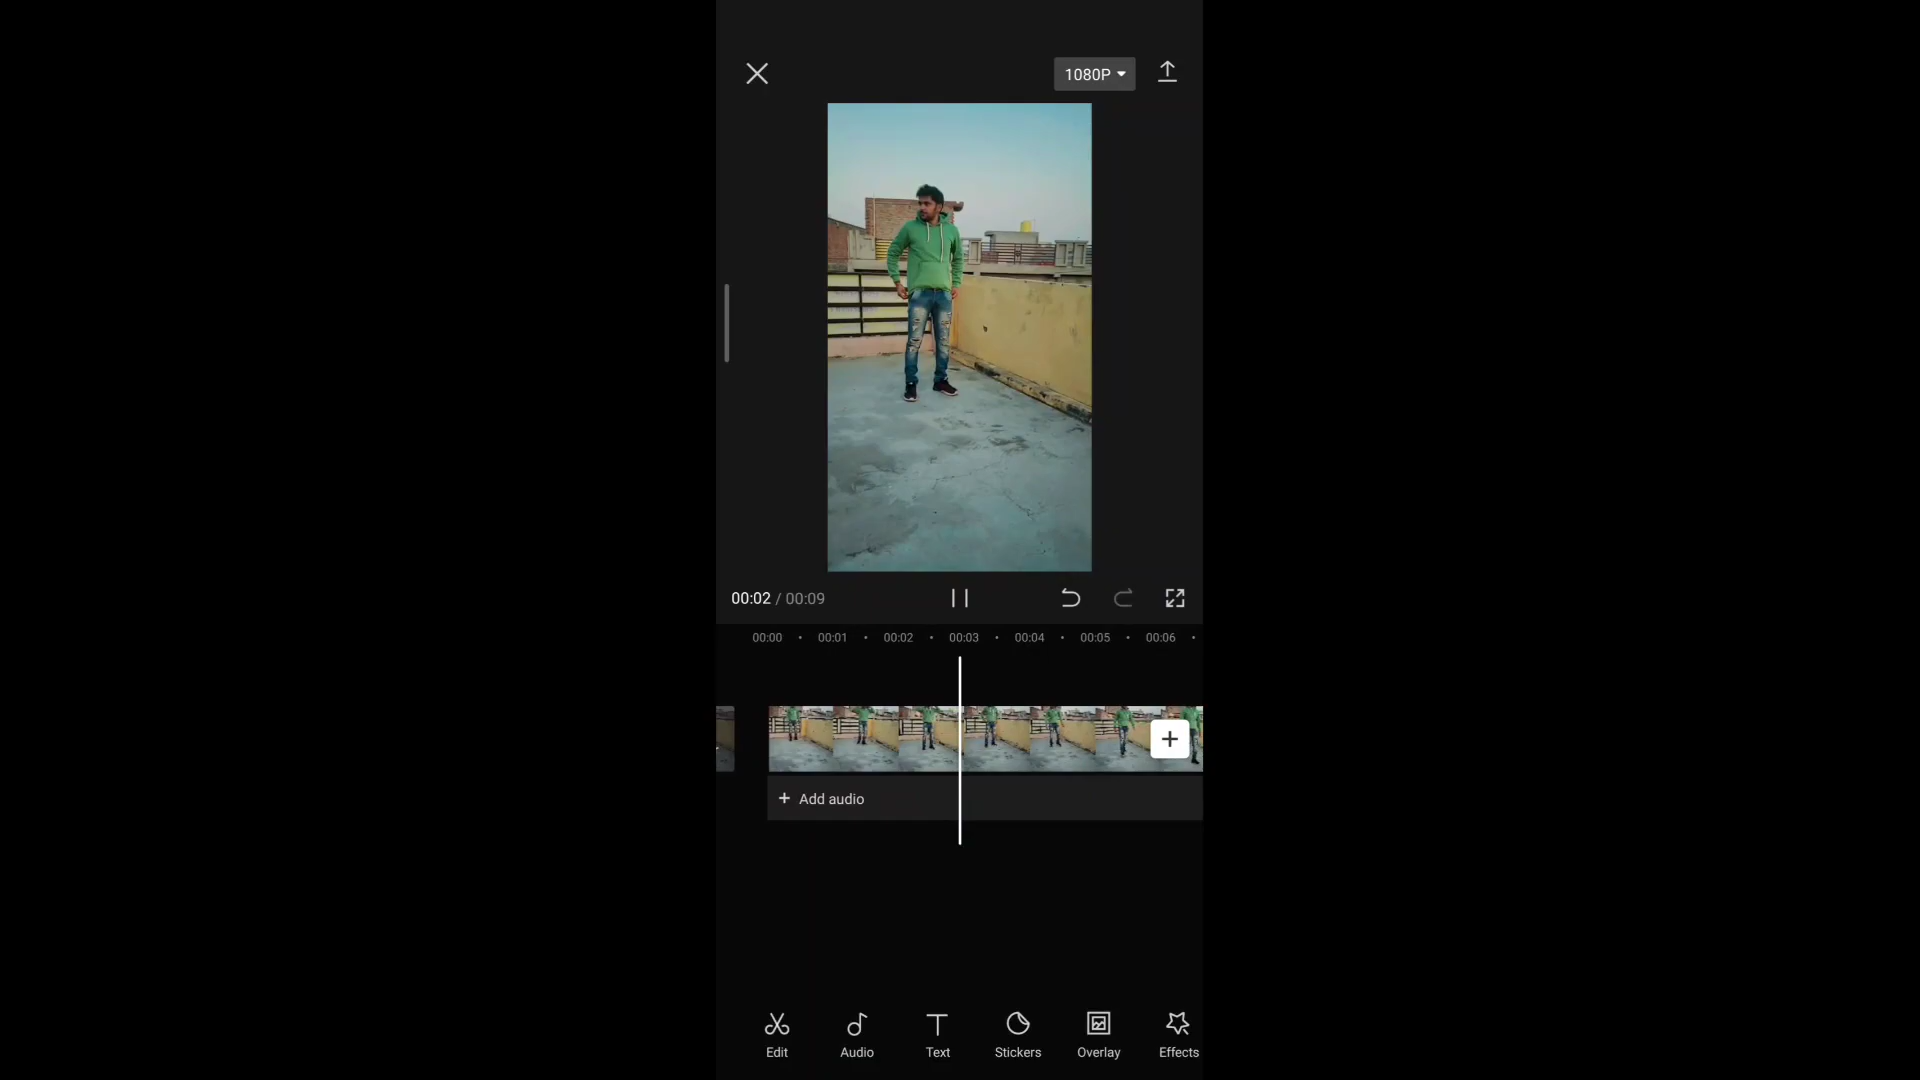 1080P
00:02 / 00:09
00:00 00:01 00:02 00:03 00:04 00:05 00:06
+ Add audio
Edit Audio Text Stickers Overlay Effects